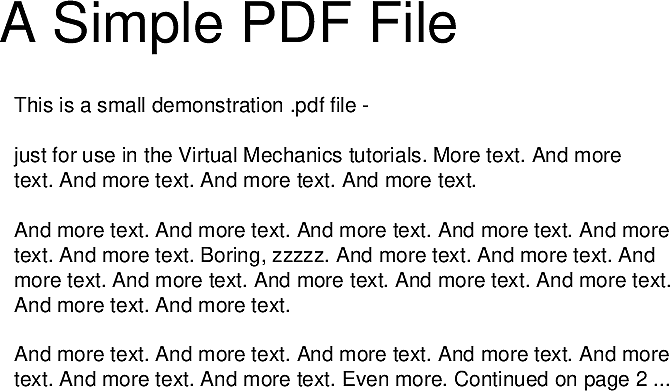 A Simple PDF File
This is a small demonstration .pdf file -
just for use in the Virtual Mechanics tutorials. More text. And more
text. And more text. And more text. And more text.
And more text. And more text. And more text. And more text. And more
text. And more text. Boring, zzzzz. And more text. And more text. And
more text. And more text. And more text. And more text. And more text.
And more text. And more text.
And more text. And more text. And more text. And more text. And more
text. And more text. And more text. Even more. Continued on page 2 ...